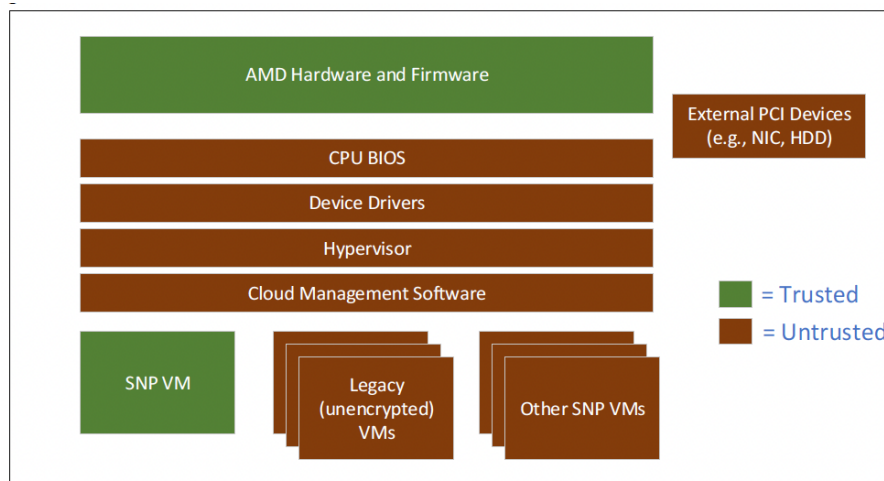 AMD Hardware and Firmware
External PCI Devices
(e.g., NIC, HDD)
CPU BIOS
Device Drivers
Hypervisor
Cloud Management Software
= Trusted
= Untrusted
SNP VM
Legacy
(unencrypted)
VMs
Other SNP VMs